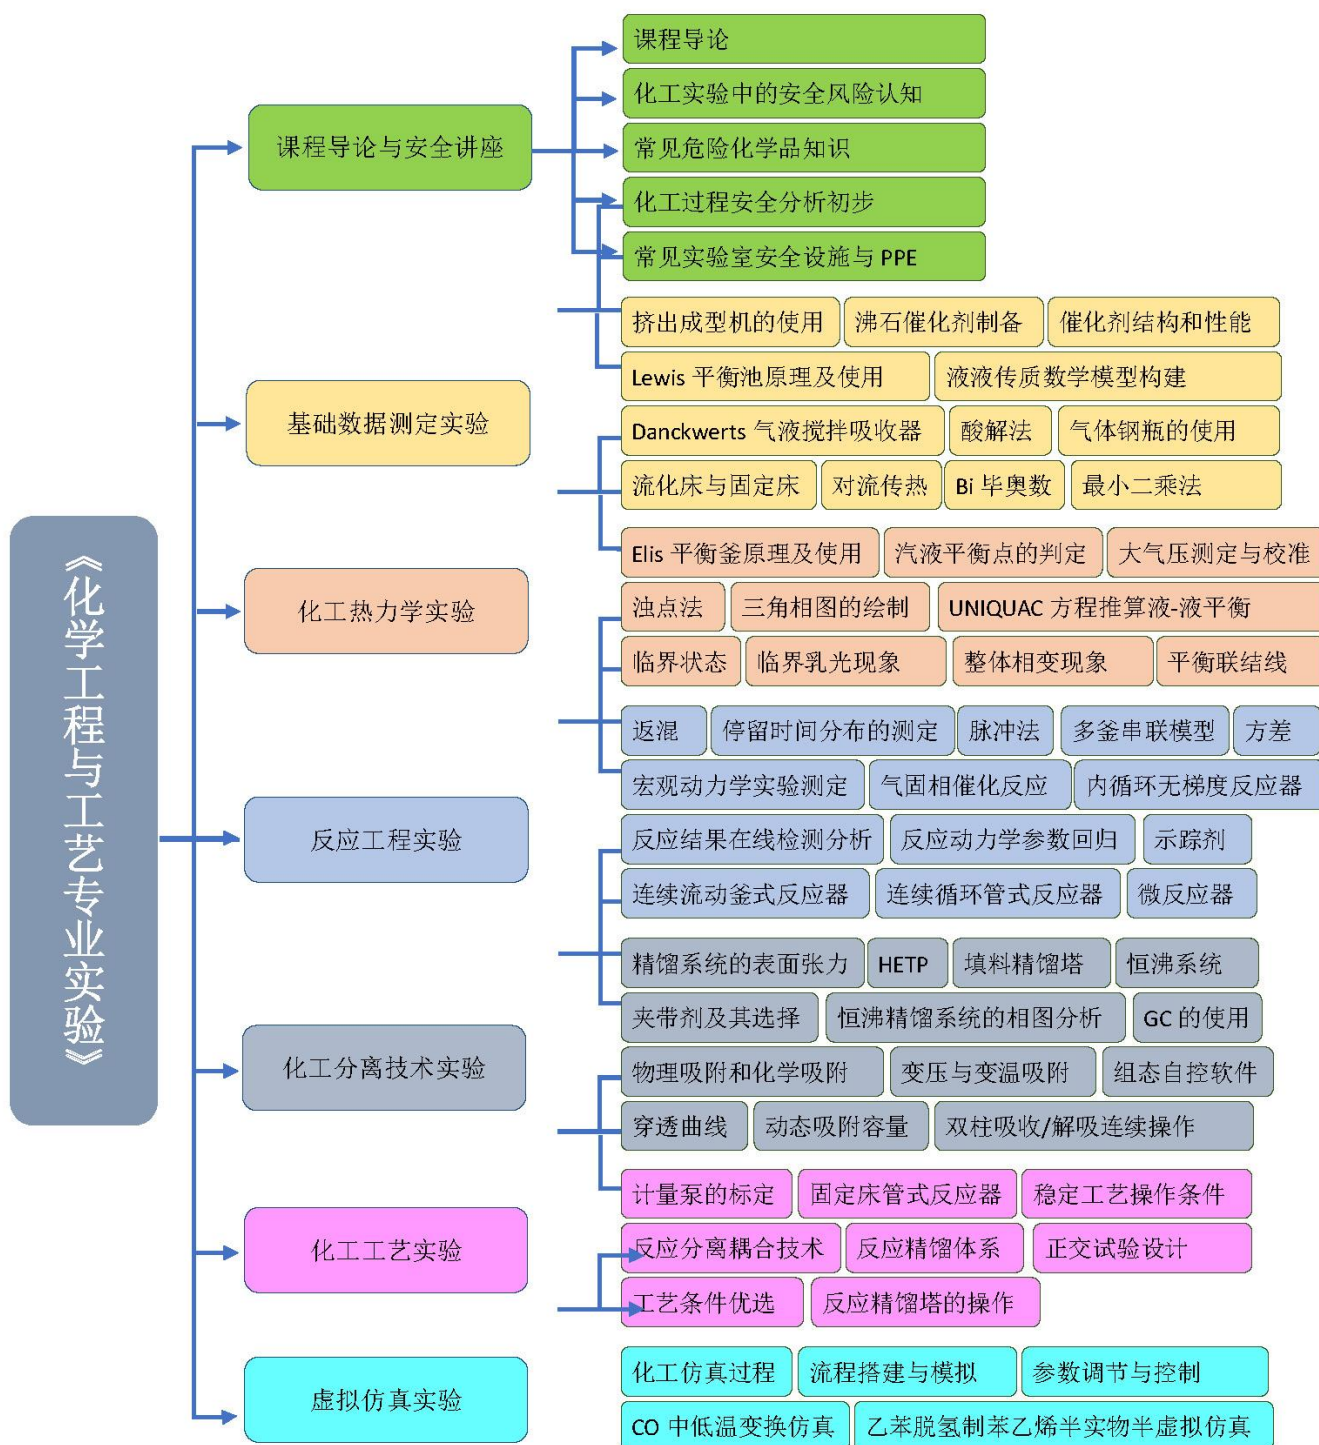 《化学工程与工艺专业实验》
课程导论与安全讲座
课程导论
化工实验中的安全风险认知
常见危险化学品知识
化工过程安全分析初步
常见实验室安全设施与 PPE
基础数据测定实验
挤出成型机的使用 沸石催化剂制备 催化剂结构和性能
Lewis 平衡池原理及使用 液液传质数学模型构建
Danckwerts 气液搅拌吸收器 酸解法 气体钢瓶的使用
流化床与固定床 对流传热 Bi 毕奥数 最小二乘法
化工热力学实验
Elis 平衡釜原理及使用 汽液平衡点的判定 大气压测定与校准
浊点法 三角相图的绘制 UNIQUAC 方程推算液-液平衡
临界状态 临界乳光现象 整体相变现象 平衡联结线
反应工程实验
返混 停留时间分布的测定 脉冲法 多釜串联模型 方差
宏观动力学实验测定 气固相催化反应 内循环无梯度反应器
反应结果在线检测分析 反应动力学参数回归 示踪剂
连续流动釜式反应器 连续循环管式反应器 微反应器
化工分离技术实验
精馏系统的表面张力 HETP 填料精馏塔 恒沸系统
夹带剂及其选择 恒沸精馏系统的相图分析 GC 的使用
物理吸附和化学吸附 变压与变温吸附 组态自控软件
穿透曲线 动态吸附容量 双柱吸收/解吸连续操作
化工工艺实验
计量泵的标定 固定床管式反应器 稳定工艺操作条件
反应分离耦合技术 反应精馏体系 正交试验设计
工艺条件优选 反应精馏塔的操作
虚拟仿真实验
化工仿真过程 流程搭建与模拟 参数调节与控制
CO 中低温变换仿真 乙苯脱氢制苯乙烯半实物半虚拟仿真